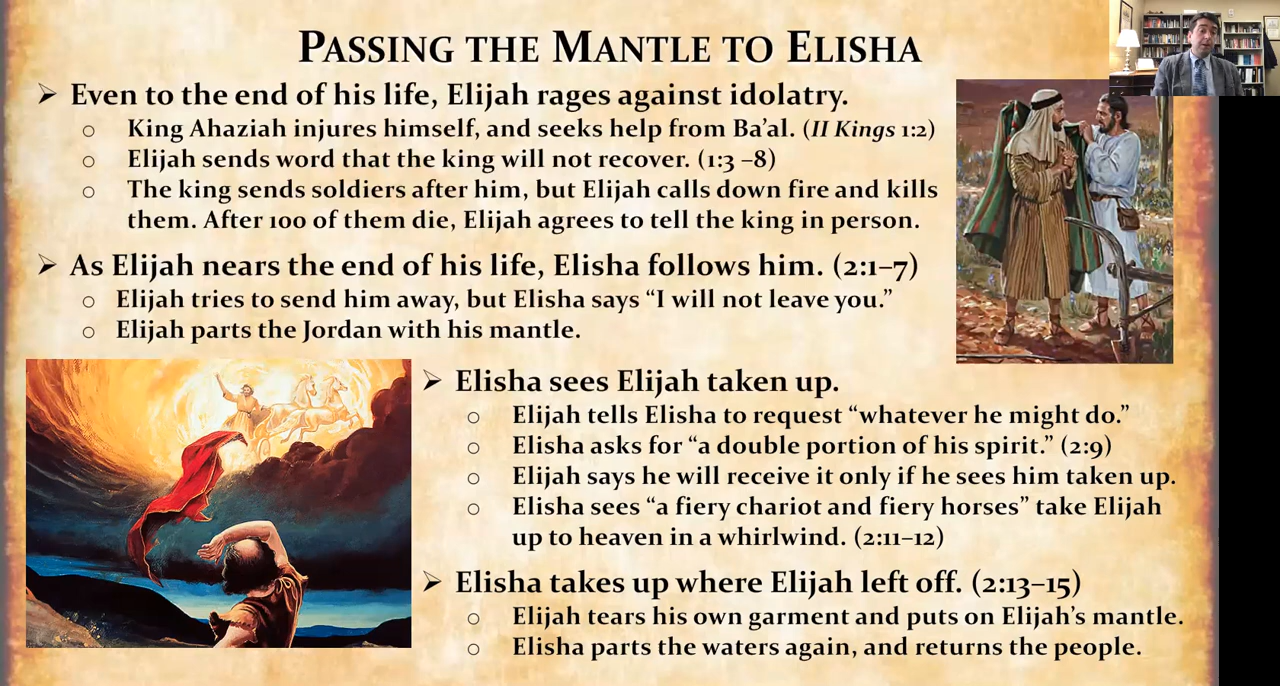 PASSING THE MANTLE TO ELISHA
➢ Even to the end of his life, Elijah rages against idolatry.
○ King Ahaziah injures himself, and seeks help from Ba’al. (II Kings 1:2)
○ Elijah sends word that the king will not recover. (1:3 –8)
○ The king sends soldiers after him, but Elijah calls down fire and kills
them. After 100 of them die, Elijah agrees to tell the king in person.
➢ As Elijah nears the end of his life, Elisha follows him. (2:1–7)
○ Elijah tries to send him away, but Elisha says “I will not leave you.”
○ Elijah parts the Jordan with his mantle.
➢ Elisha sees Elijah taken up.
○ Elijah tells Elisha to request “whatever he might do.”
○ Elisha asks for “a double portion of his spirit.” (2:9)
○ Elijah says he will receive it only if he sees him taken up.
○ Elisha sees “a fiery chariot and fiery horses” take Elijah
up to heaven in a whirlwind. (2:11–12)
➢ Elisha takes up where Elijah left off. (2:13–15)
○ Elijah tears his own garment and puts on Elijah’s mantle.
○ Elisha parts the waters again, and returns the people.